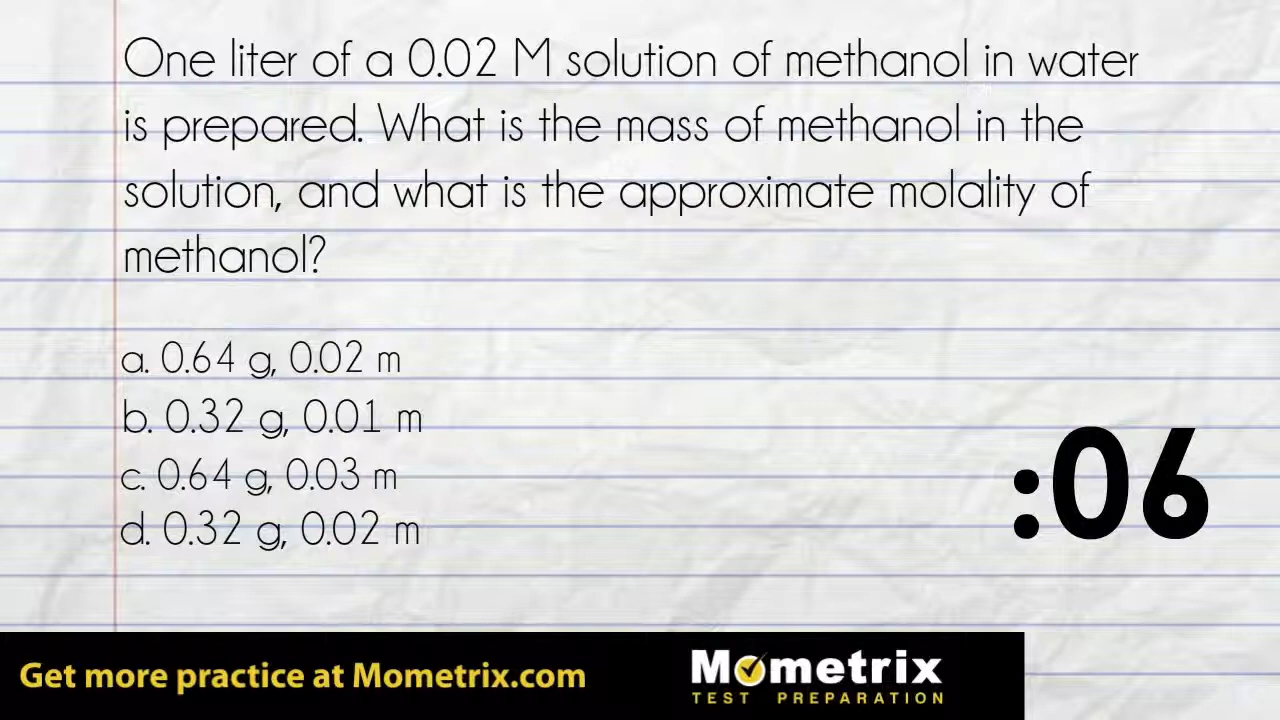 One liter of a 0.02 M solution of methanol in water
is prepared. What is the mass of methanol in the
solution, and what is the approximate molality of
methanol?
a. 0.64 g, 0.02 m
b. 0.32 g, 0.01 m
c. 0.64 g, 0.03 m
d. 0.32 g, 0.02 m
:06
Get more practice at Mometrix.com
Mometrix
TEST PREPARATION